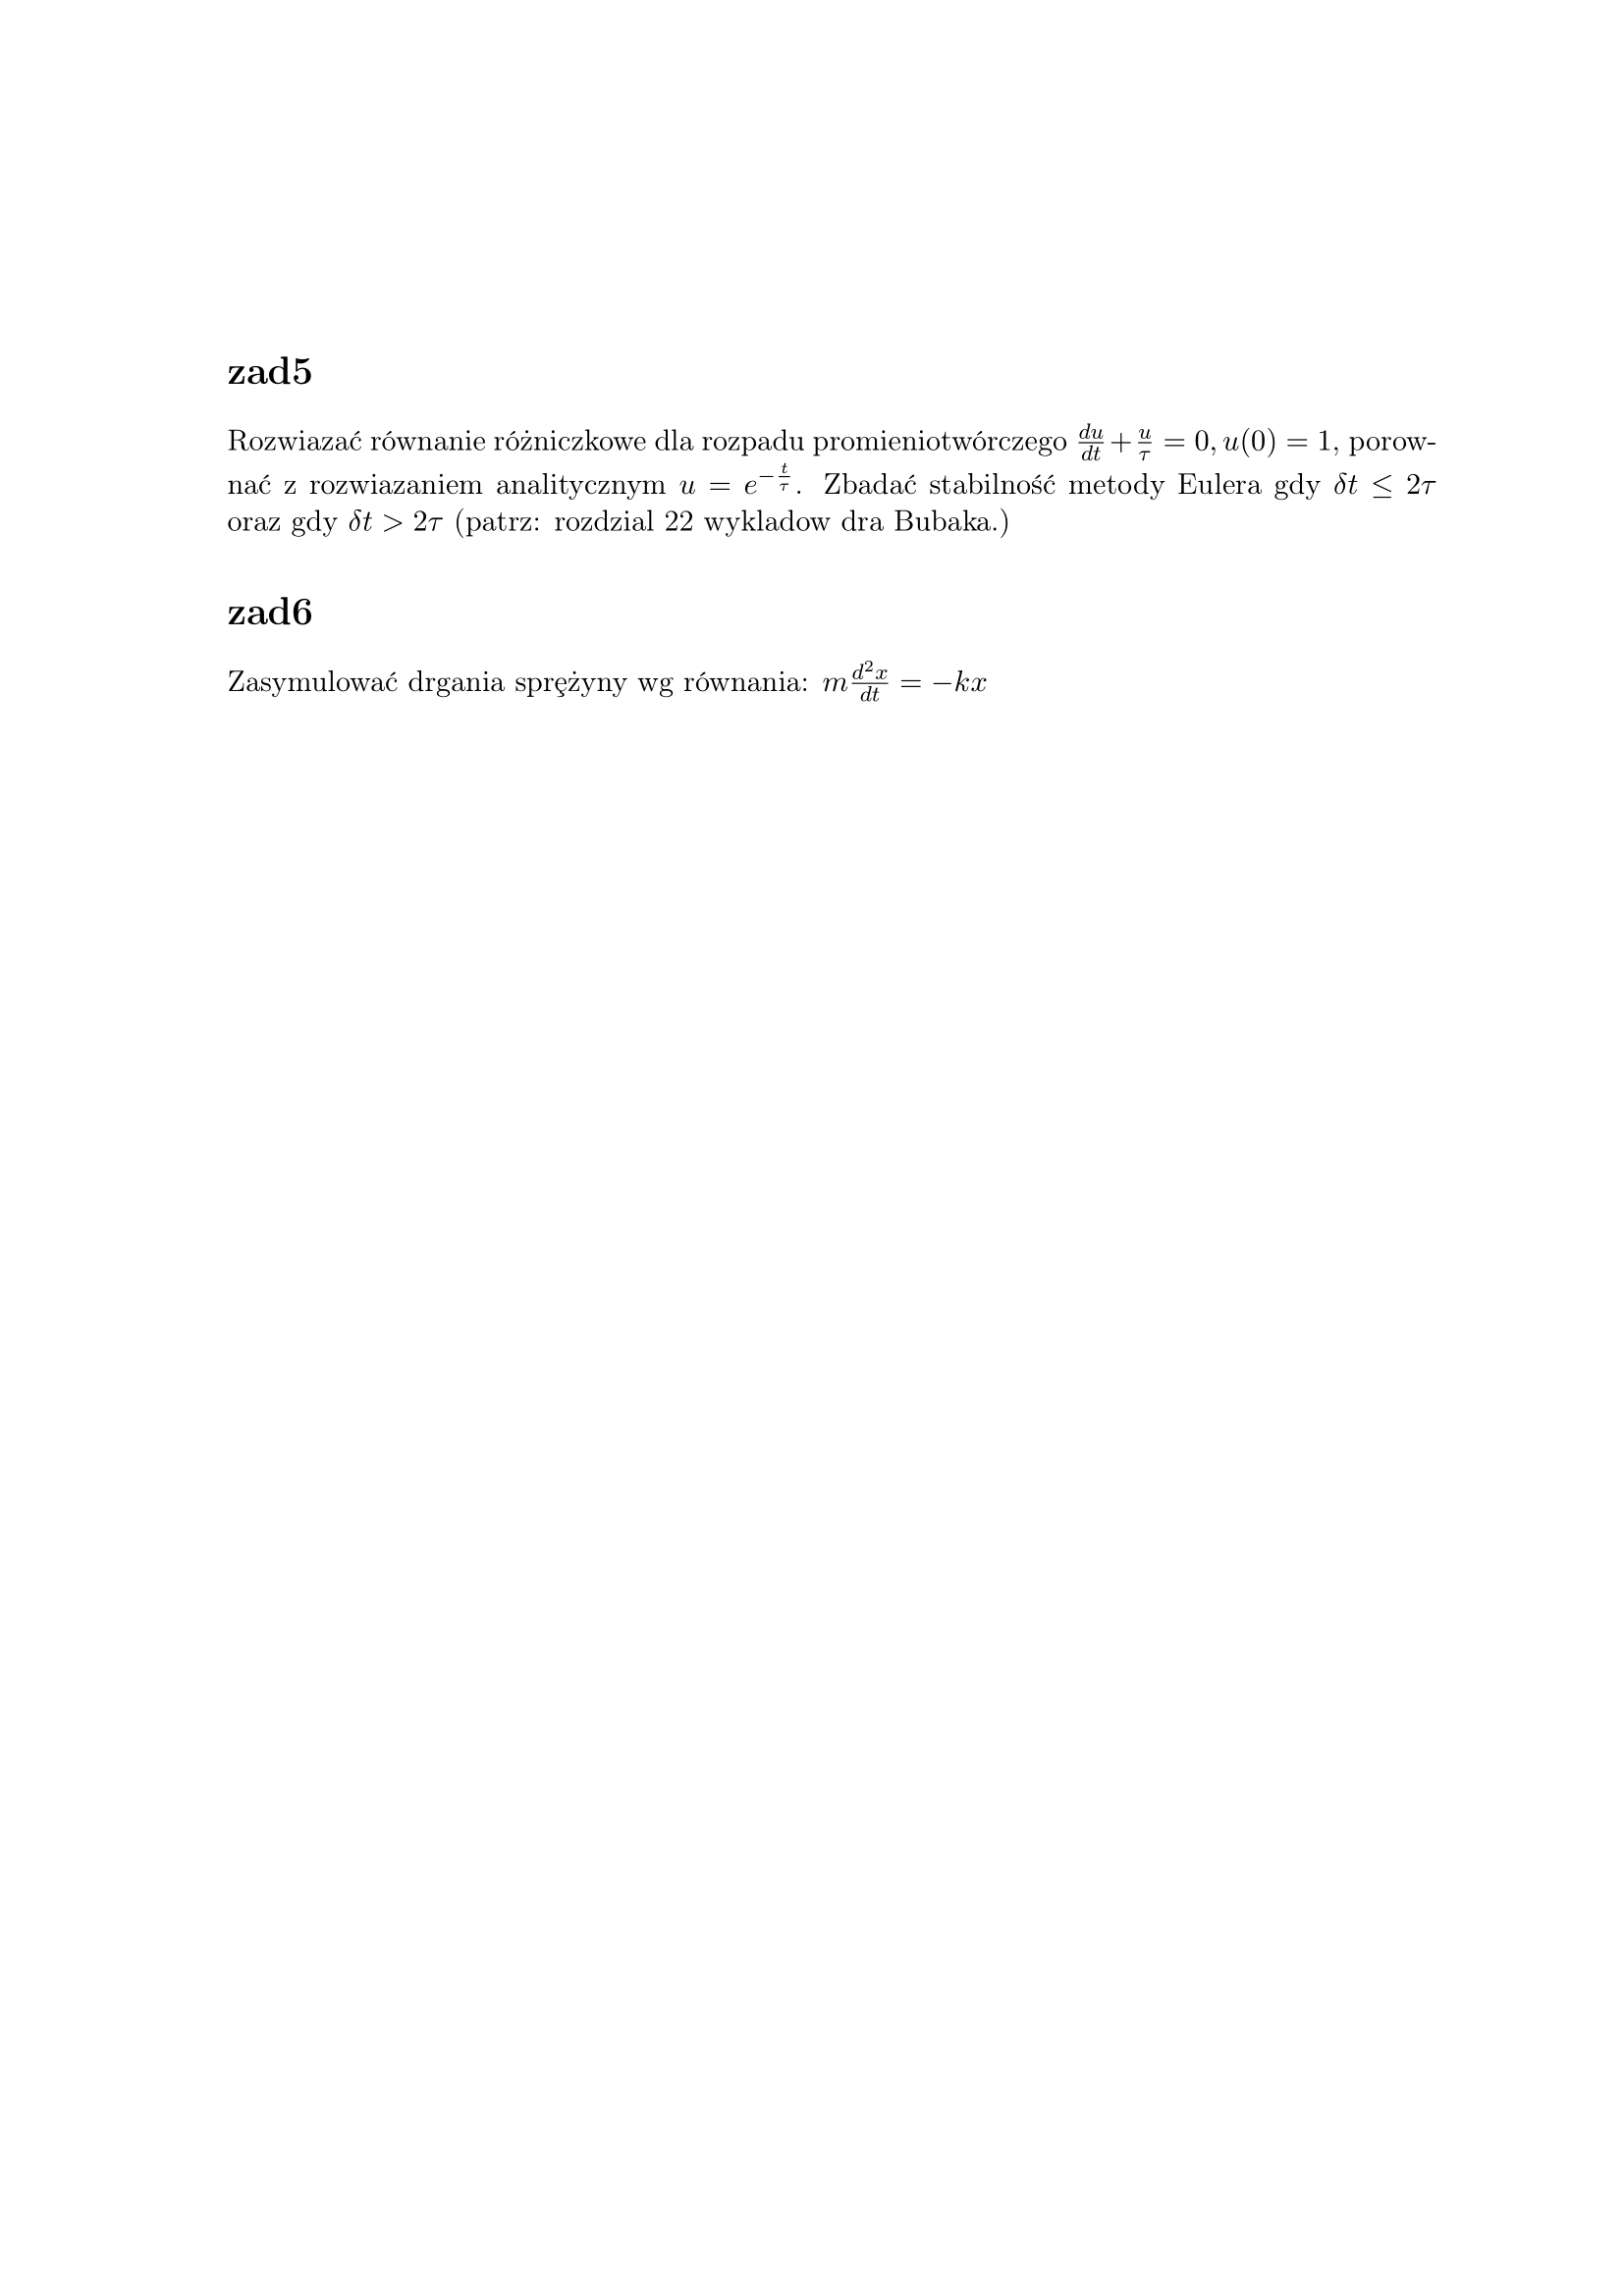 zad5
Rozwiazać równanie różniczkowe dla rozpadu promieniotwórczego $\frac{du}{dt} + \frac{u}{\tau} = 0, u(0) = 1$, porow-
nać z rozwiazaniem analitycznym $u = e^{-\frac{t}{\tau}}$. Zbadać stabilność metody Eulera gdy $\delta t \leq 2\tau$
oraz gdy $\delta t > 2\tau$ (patrz: rozdzial 22 wykladow dra Bubaka.)
zad6
Zasymulować drgania sprężyny wg równania: $m\frac{d^2x}{dt} = -kx$